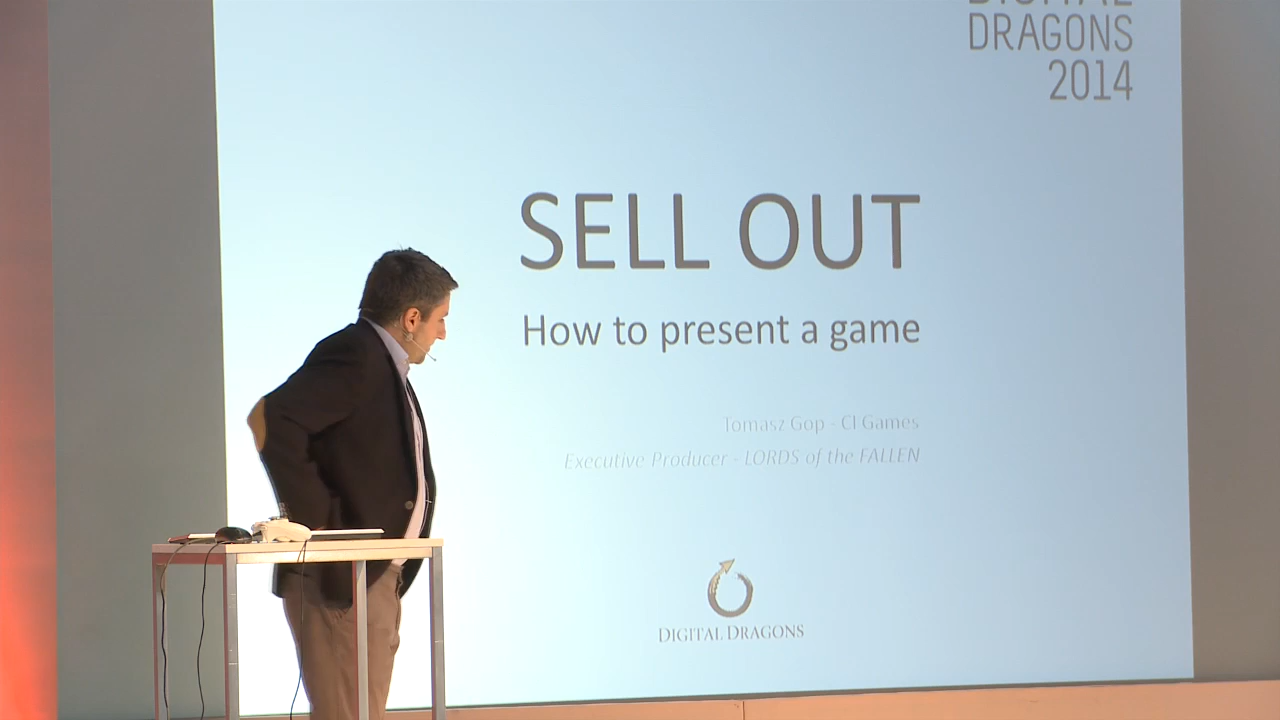 DIGITAL
DRAGONS
2014
SELL OUT
How to present a game
Tomasz Gop - CI Games
Executive Producer - LORDS of the FALLEN
DIGITAL DRAGONS